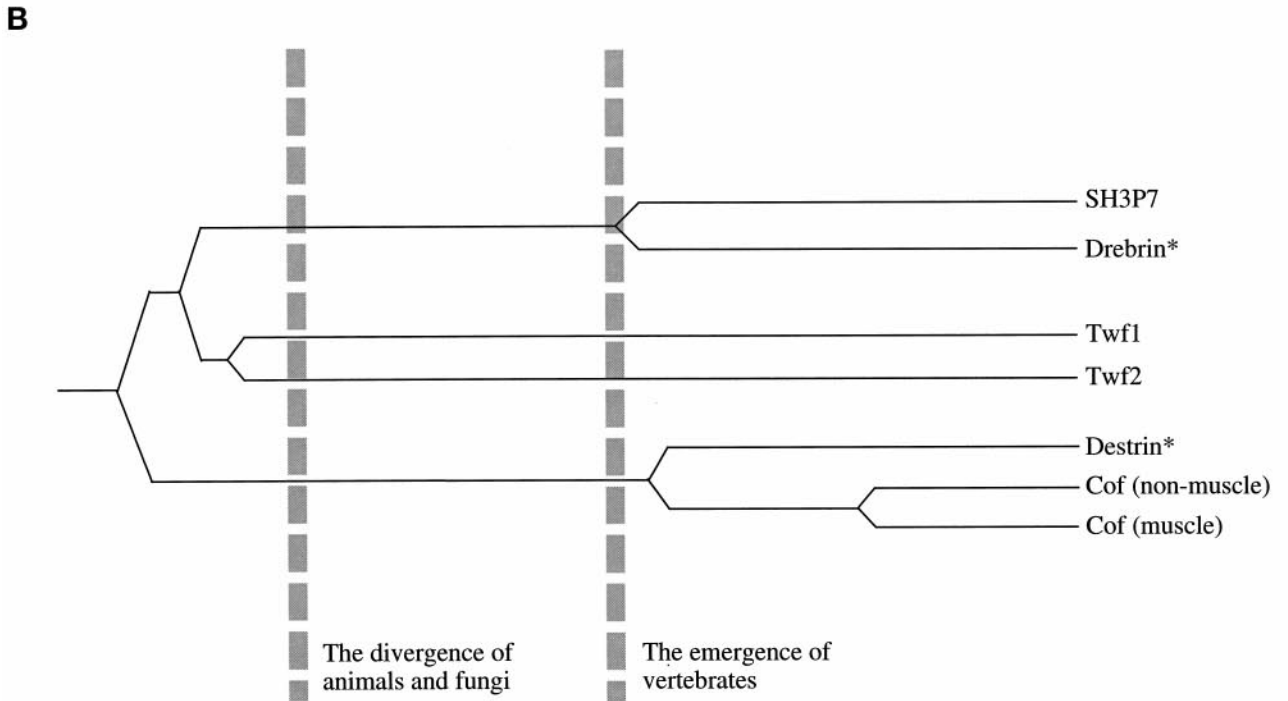 B
SH3P7
Drebrin*
Twf1
Twf2
Destrin*
Cof (non-muscle)
Cof (muscle)
The divergence of
animals and fungi
The emergence of
vertebrates